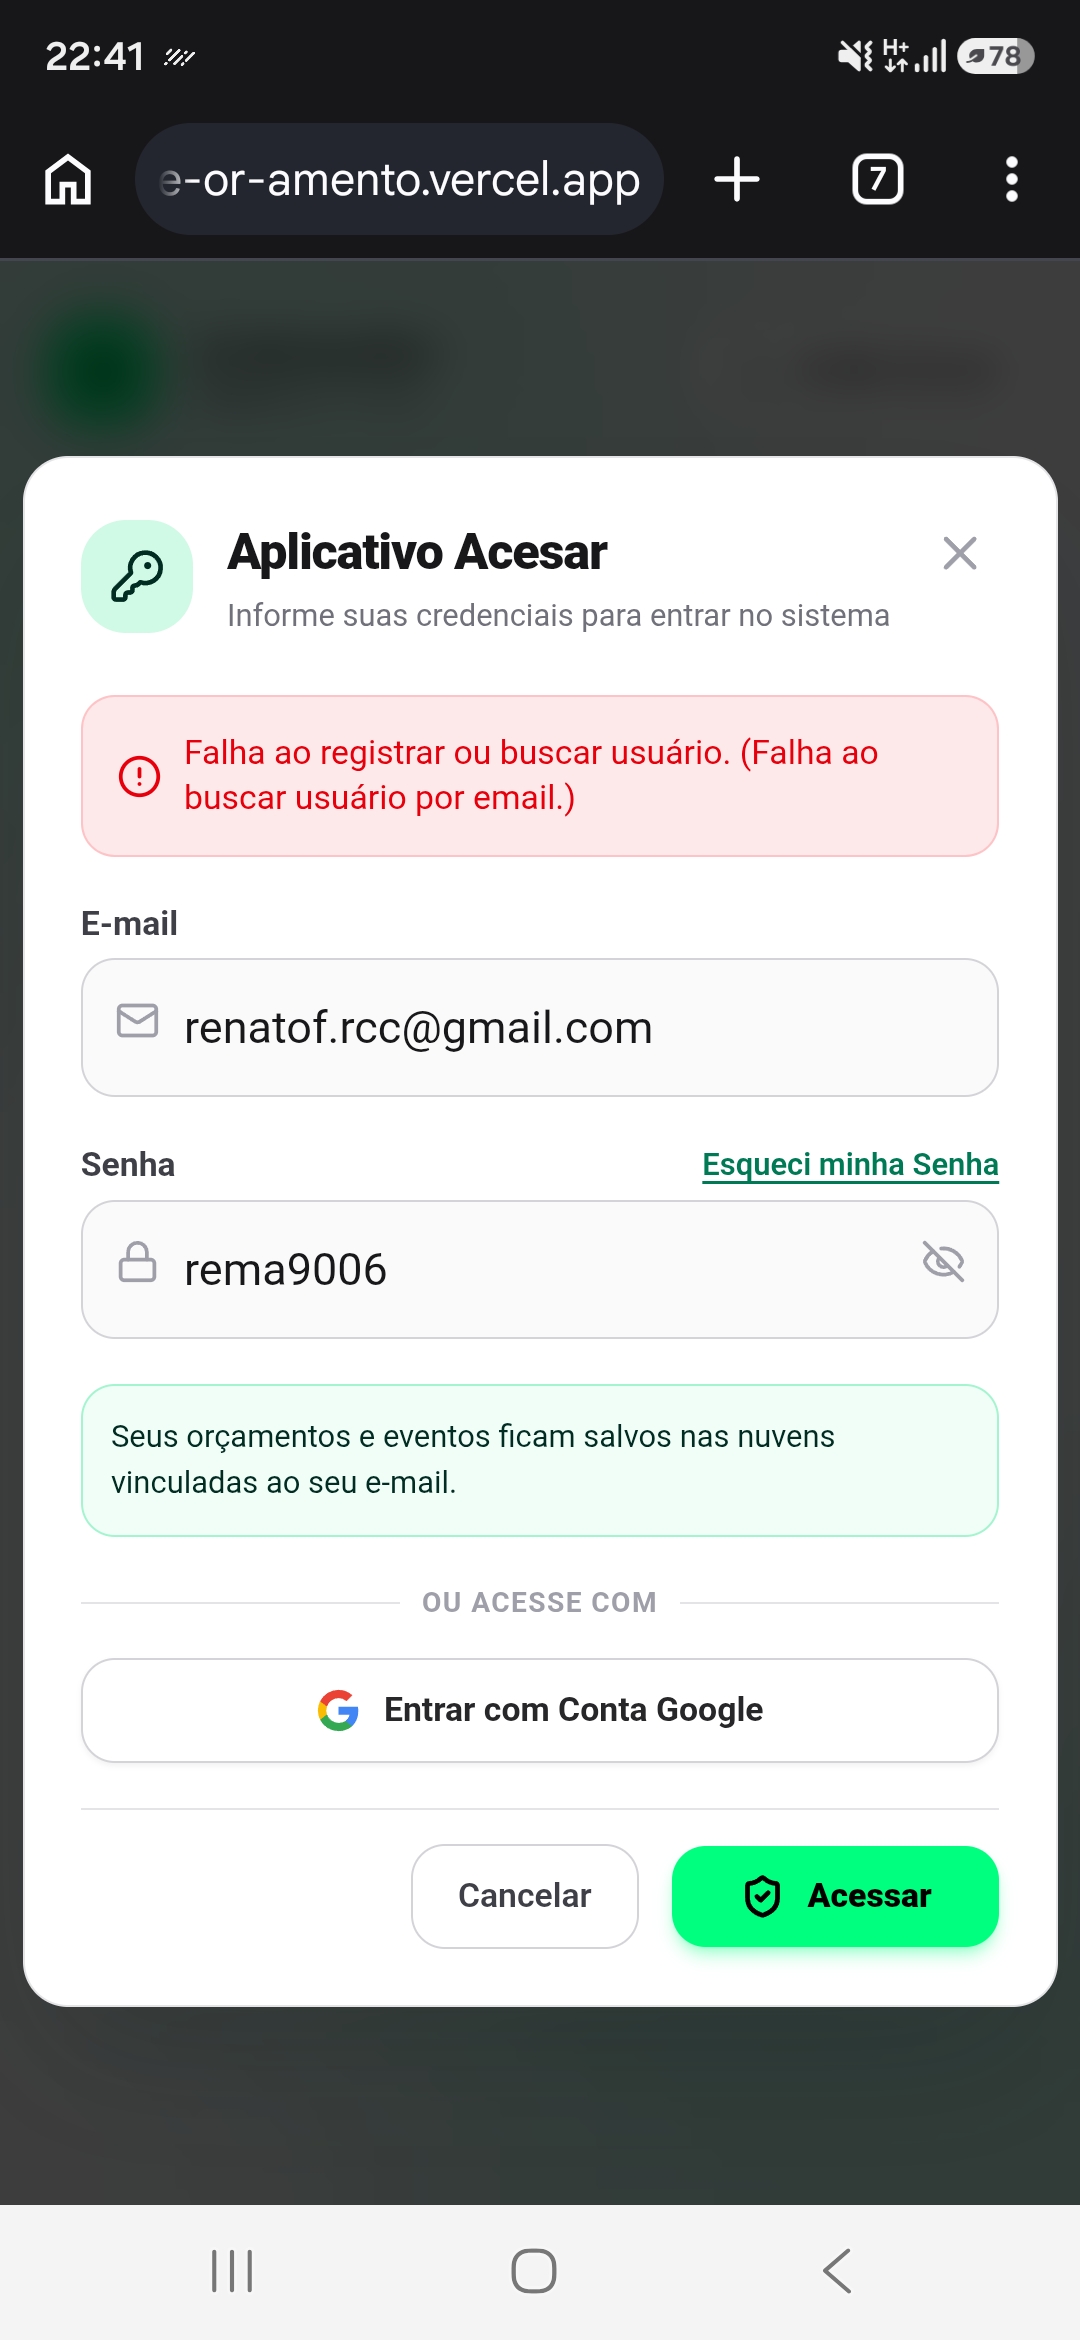 22:41
H+
78
e-or-amento.vercel.app
7
Aplicativo Acesar
Informe suas credenciais para entrar no sistema
Falha ao registrar ou buscar usuário. (Falha ao
buscar usuário por email.)
E-mail
renatof.rcc@gmail.com
Senha
Esqueci minha Senha
rema9006
Seus orçamentos e eventos ficam salvos nas nuvens
vinculadas ao seu e-mail.
OU ACESSE COM
Entrar com Conta Google
Cancelar
Acessar